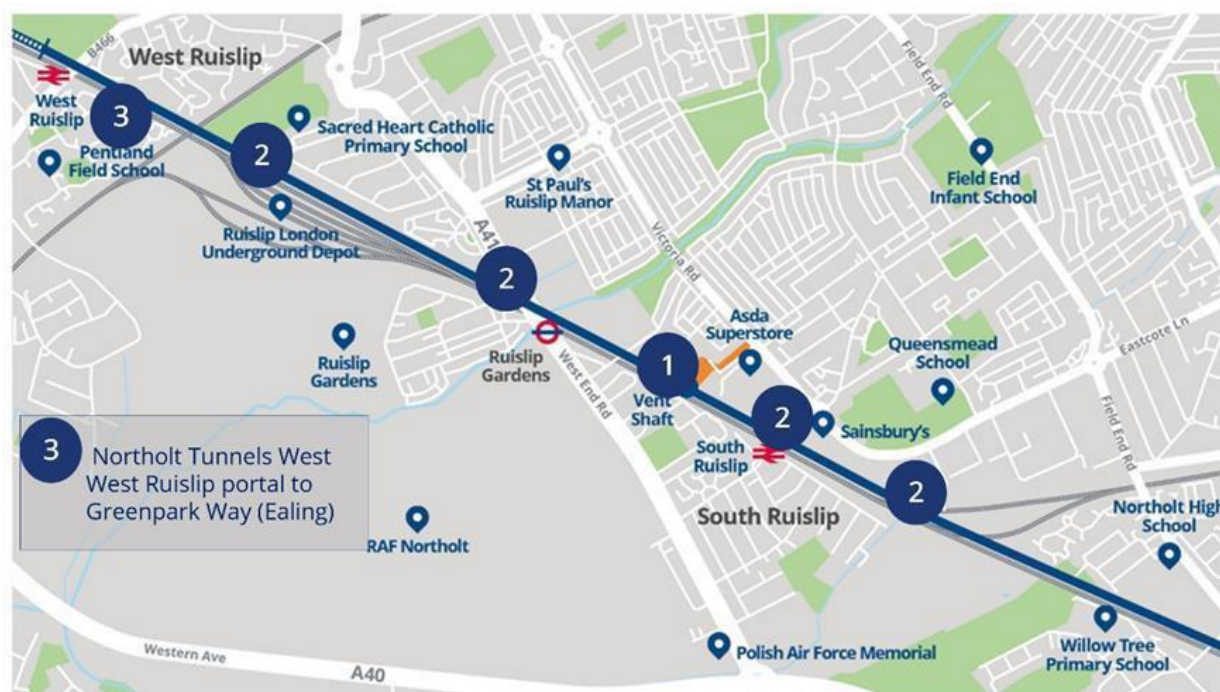 B466
West Ruislip
West
Ruislip
3
Pentland
Field School
2
Sacred Heart Catholic
Primary School
St Paul's
Ruislip Manor
Field End Rd
Field End
Infant School
Ruislip London
Underground Depot
A41
2
Victoria Rd
Ruislip
Gardens
Ruislip
Gardens
West End Rd
1
Vent
Shaft
Asda
Superstore
Queensmead
School
Eastcote Ln
2
Sainsbury's
South
Ruislip
Field End Rd
3
Northolt Tunnels West
West Ruislip portal to
Greenpark Way (Ealing)
2
RAF Northolt
South Ruislip
Northolt High
School
Western Ave
A40
Polish Air Force Memorial
Willow Tree
Primary School